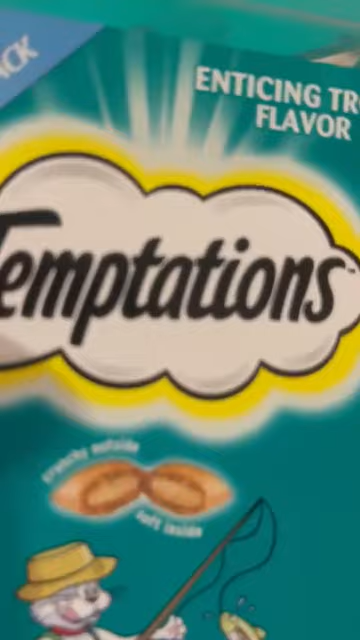 ACK
ENTICING TR
FLAVOR
Temptations
crunchy outside
soft inside